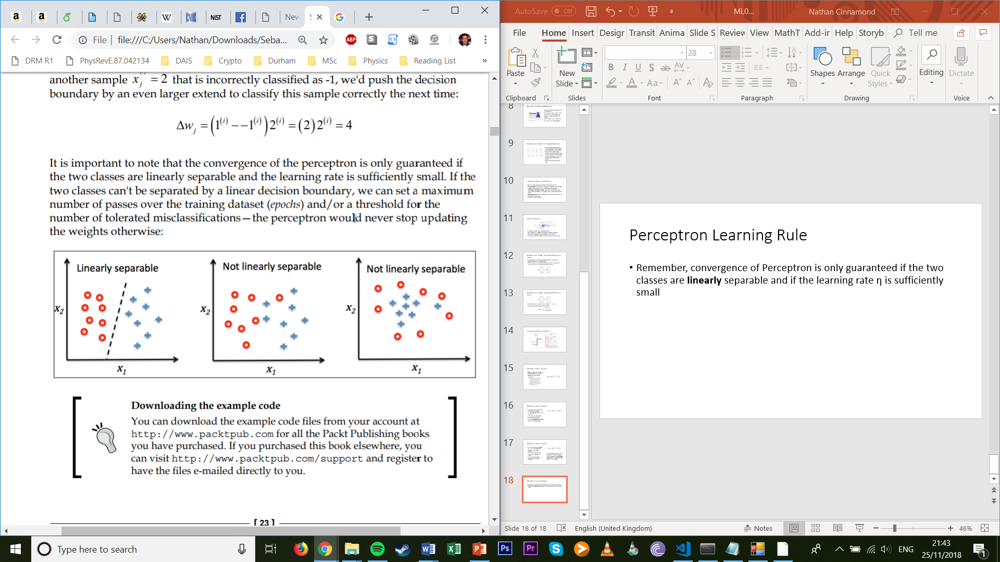 New
File
file:///C:/Users/Nathan/Downloads/Seba...
DRM R1
PhysRevE.87.042134
DAIS
Crypto
Durham
MSc
Physics
Reading List
another sample x_j = 2 that is incorrectly classified as -1, we'd push the decision
boundary by an even larger extend to classify this sample correctly the next time:
Δw_j = (1^(i) − −1^(i)) 2^(i) = (2) 2^(i) = 4
It is important to note that the convergence of the perceptron is only guaranteed if
the two classes are linearly separable and the learning rate is sufficiently small. If the
two classes can't be separated by a linear decision boundary, we can set a maximum
number of passes over the training dataset (epochs) and/or a threshold for the
number of tolerated misclassifications—the perceptron would never stop updating
the weights otherwise:
Linearly separable
x2
x1
Not linearly separable
x2
x1
Not linearly separable
x2
x1
Downloading the example code
You can download the example code files from your account at
http://www.packtpub.com for all the Packt Publishing books
you have purchased. If you purchased this book elsewhere, you
can visit http://www.packtpub.com/support and register to
have the files e-mailed directly to you.
[ 23 ]
AutoSave Off
ML0...
Nathan Cinnamond
File Home Insert Desigr Transit Anima Slide S Review View MathT Add-ir Help Storyb Tell me
Paste
Clipboard
New
Slide
Slides
28
B I U S ab AV
A Aa A A
Font
Paragraph
Shapes
Arrange
Quick
Styles
Drawing
Editing
Dictate
Voice
8
9
10
11
12
13
14
15
16
17
18
Perceptron Learning Rule
• Remember, convergence of Perceptron is only guaranteed if the two
classes are linearly separable and if the learning rate η is sufficiently
small
Slide 18 of 18
English (United Kingdom)
Notes
46%
Type here to search
ENG
21:43
25/11/2018
1